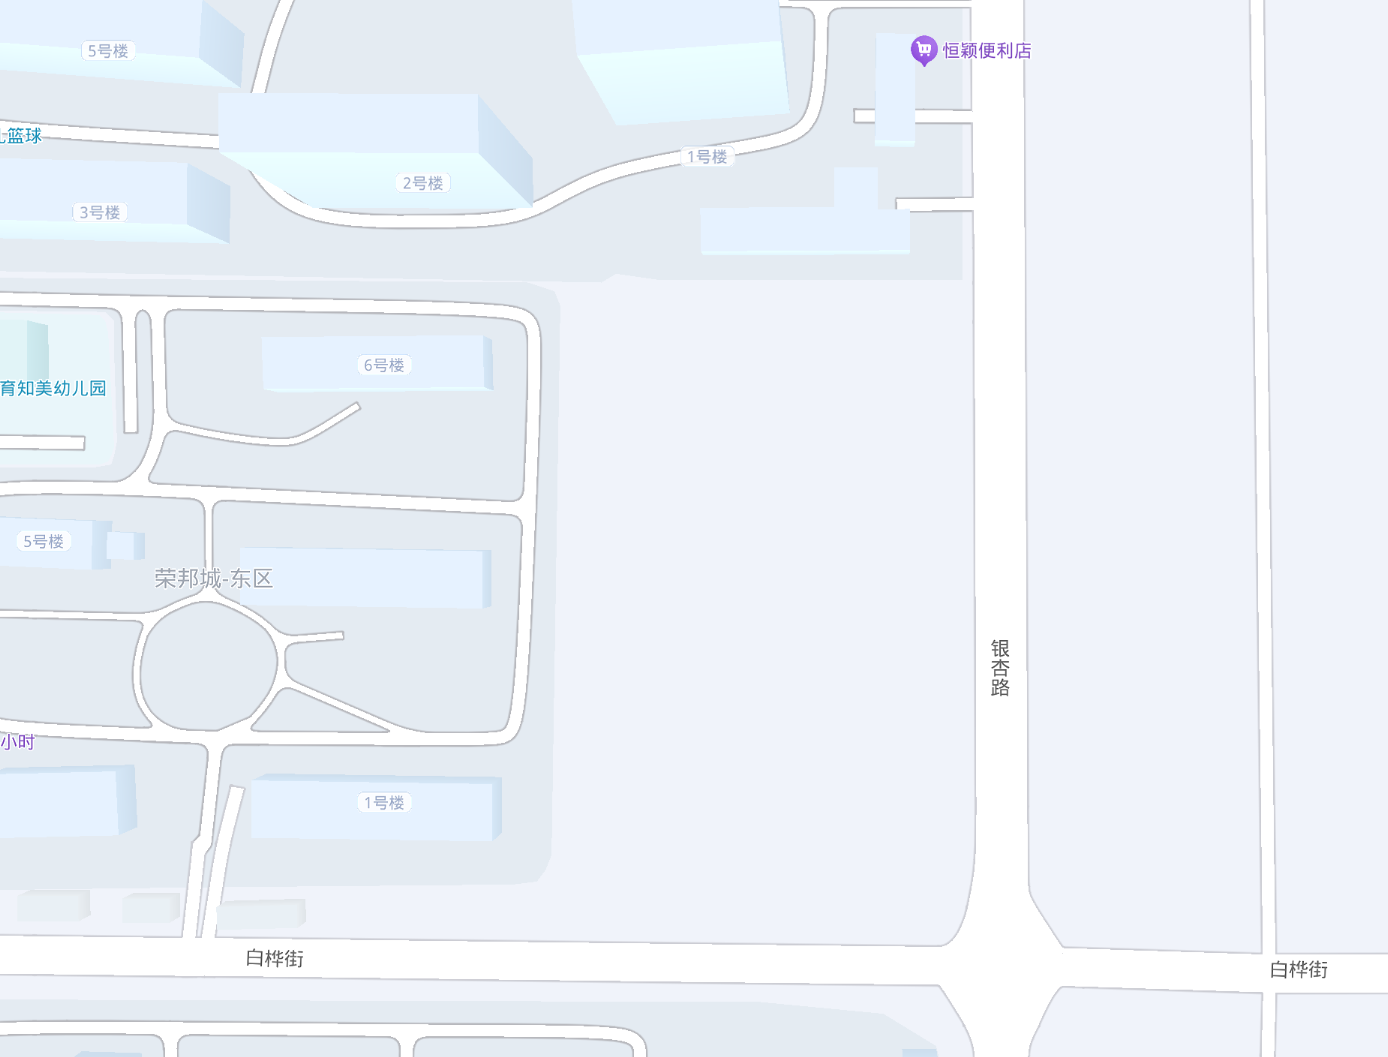 5号楼
恒颖便利店
儿篮球
1号楼
2号楼
3号楼
6号楼
育知美幼儿园
5号楼
荣邦城-东区
银杏路
小时
1号楼
白桦街
白桦街